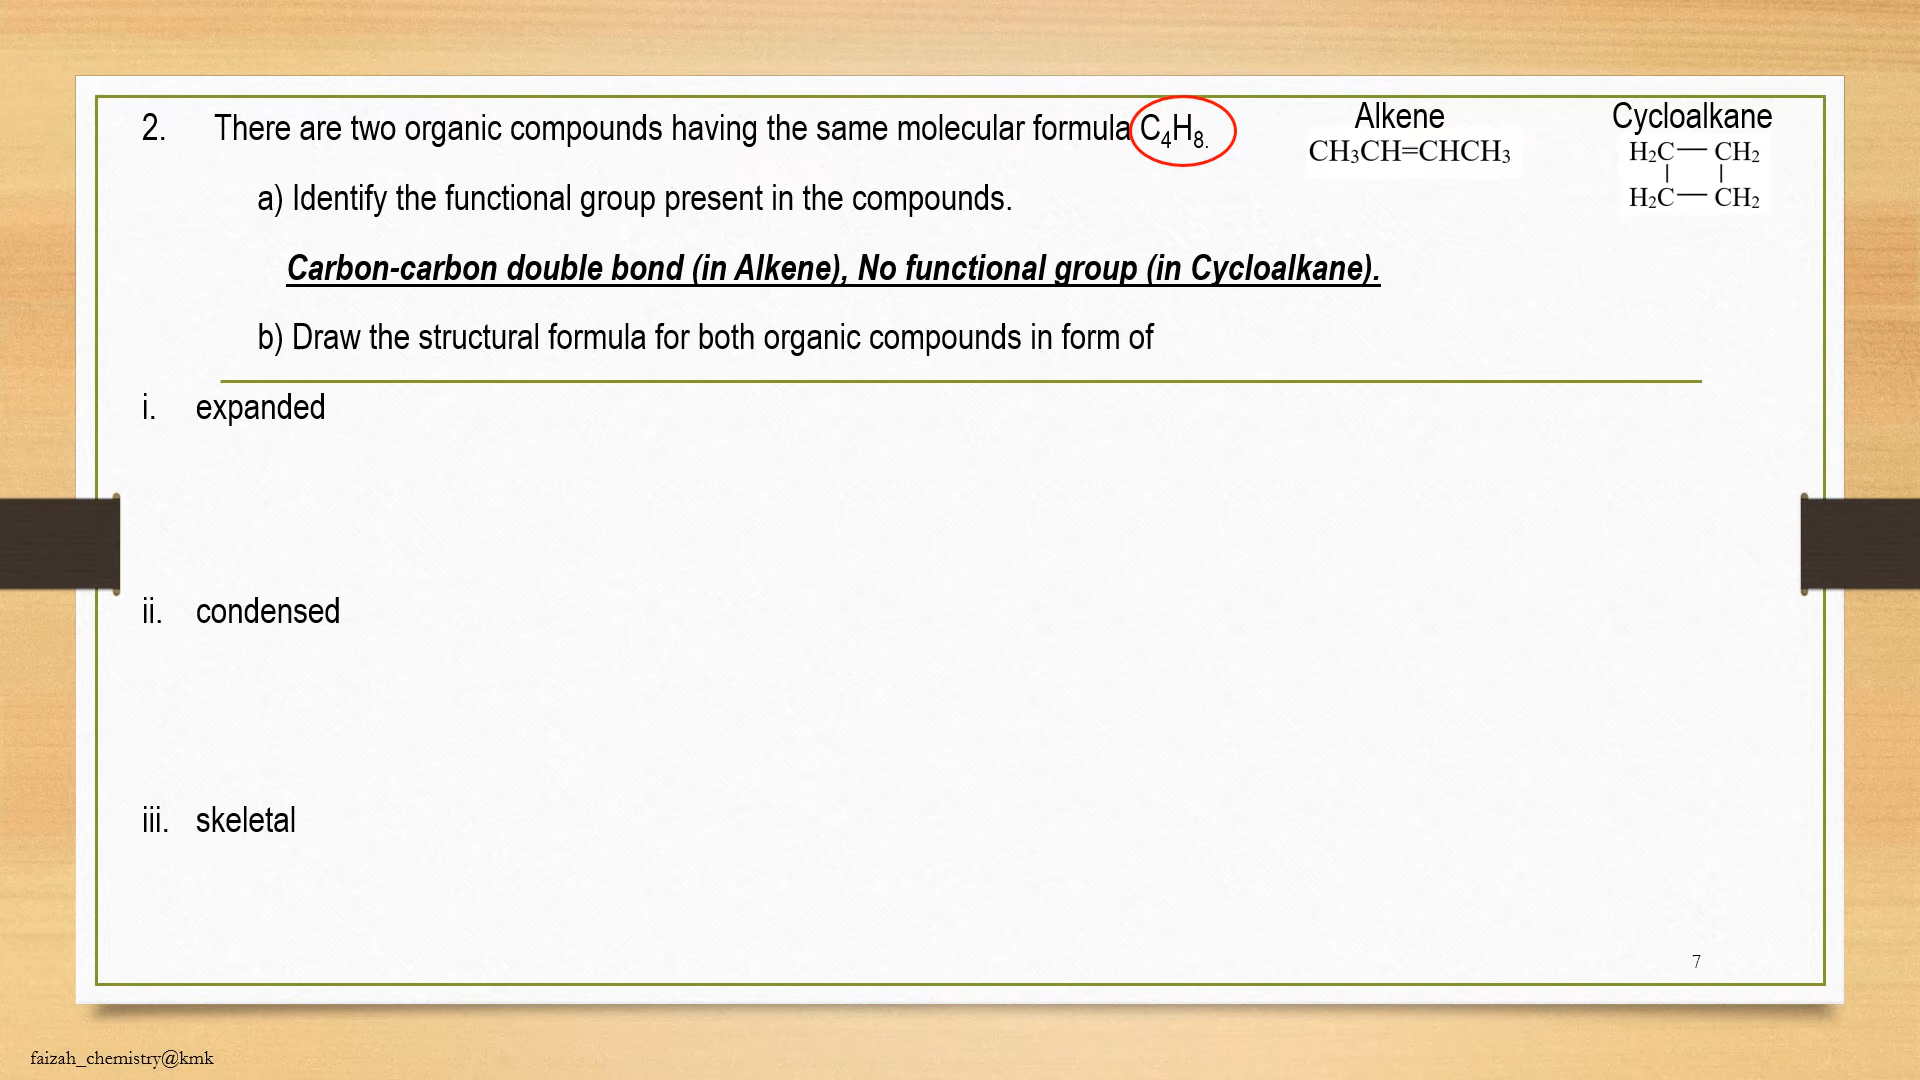 2. There are two organic compounds having the same molecular formula C₄H₈.
Alkene
CH₃CH=CHCH₃
Cycloalkane
H₂C — CH₂
H₂C — CH₂
a) Identify the functional group present in the compounds.
Carbon-carbon double bond (in Alkene), No functional group (in Cycloalkane).
b) Draw the structural formula for both organic compounds in form of
i. expanded
ii. condensed
iii. skeletal
7
faizah_chemistry@kmk